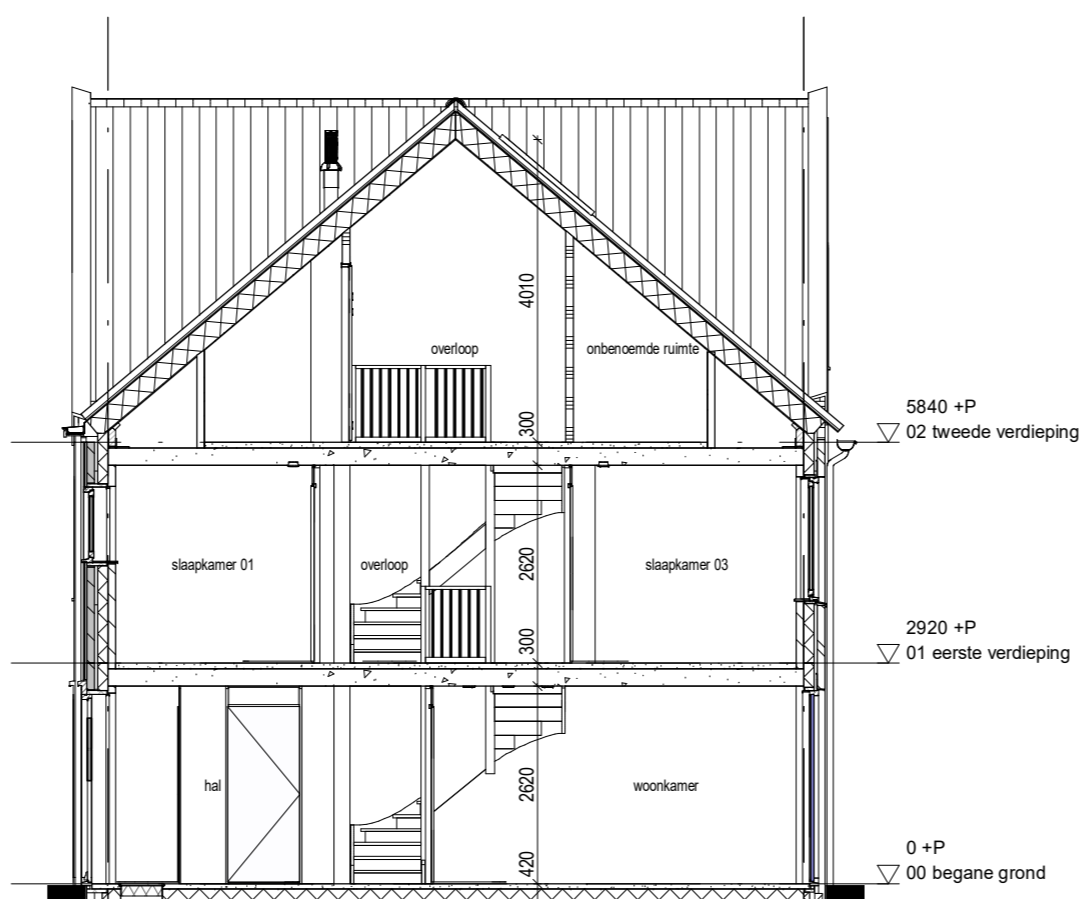 4010
overloop
onbenoemde ruimte
5840 +P
300
02 tweede verdieping
slaapkamer 01
overloop
2620
slaapkamer 03
2920 +P
300
01 eerste verdieping
hal
2620
woonkamer
0 +P
420
00 begane grond